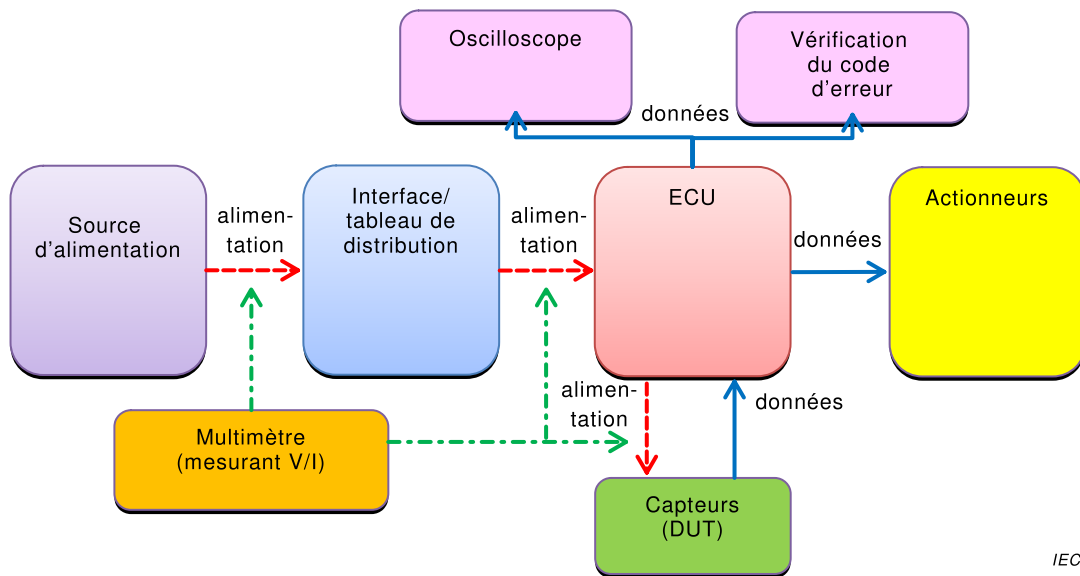 Oscilloscope
Vérification
du code
d'erreur
données
Source
d'alimentation
alimen-
tation
Interface/
tableau de
distribution
alimen-
tation
ECU
données
Actionneurs
alimen-
tation
données
Multimètre
(mesurant V/I)
Capteurs
(DUT)
IEC